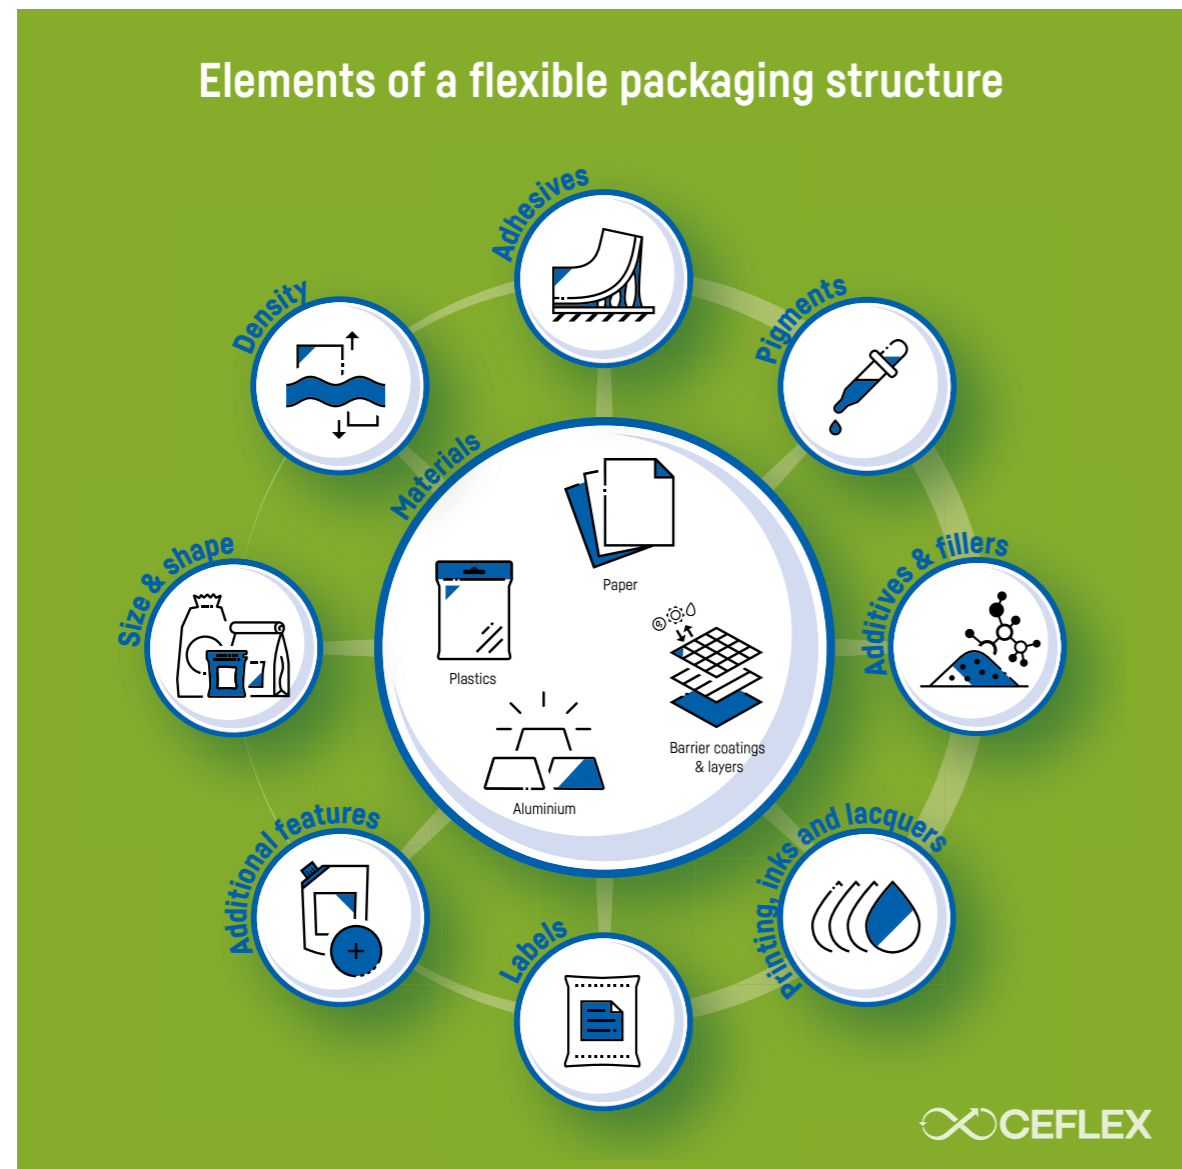 Elements of a flexible packaging structure
Adhesives
Density
Pigments
Materials
Paper
Size & shape
Additives & fillers
O₂
Plastics
Barrier coatings
& layers
Aluminium
Additional features
Printing, inks and lacquers
Labels
CEFLEX